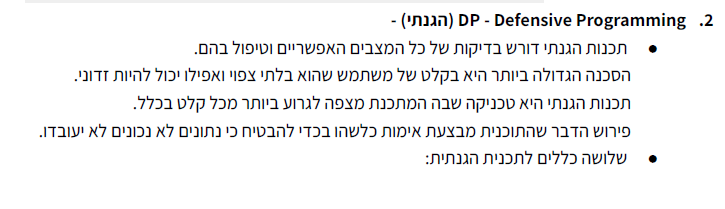 2. DP - Defensive Programming (הגנתי) -
● תכנות הגנתי דורש בדיקות של כל המצבים האפשריים וטיפול בהם.
הסכנה הגדולה ביותר היא בקלט של משתמש שהוא בלתי צפוי ואפילו יכול להיות זדוני.
תכנות הגנתי היא טכניקה שבה המתכנת מצפה לגרוע ביותר מכל קלט בכלל.
פירוש הדבר שהתוכנית מבצעת אימות כלשהו בכדי להבטיח כי נתונים לא נכונים לא יעובדו.
● שלושה כללים לתכנית הגנתית: